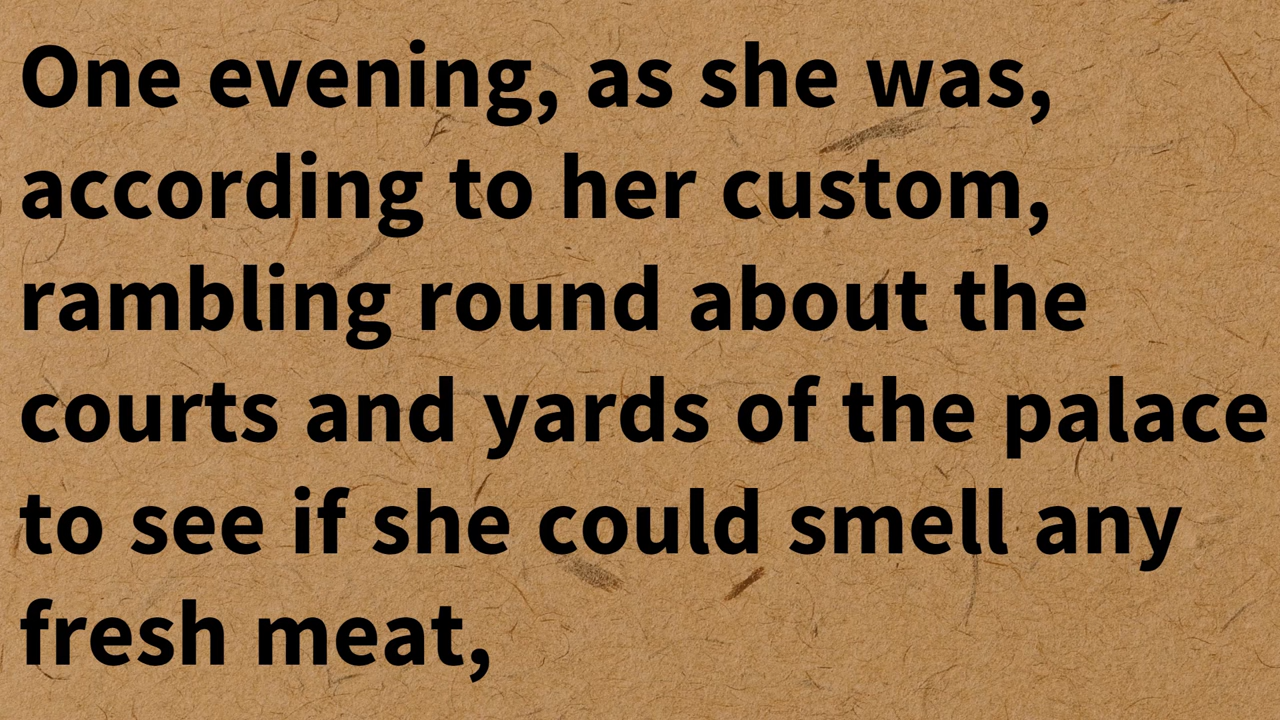 One evening, as she was,
according to her custom,
rambling round about the
courts and yards of the palace
to see if she could smell any
fresh meat,